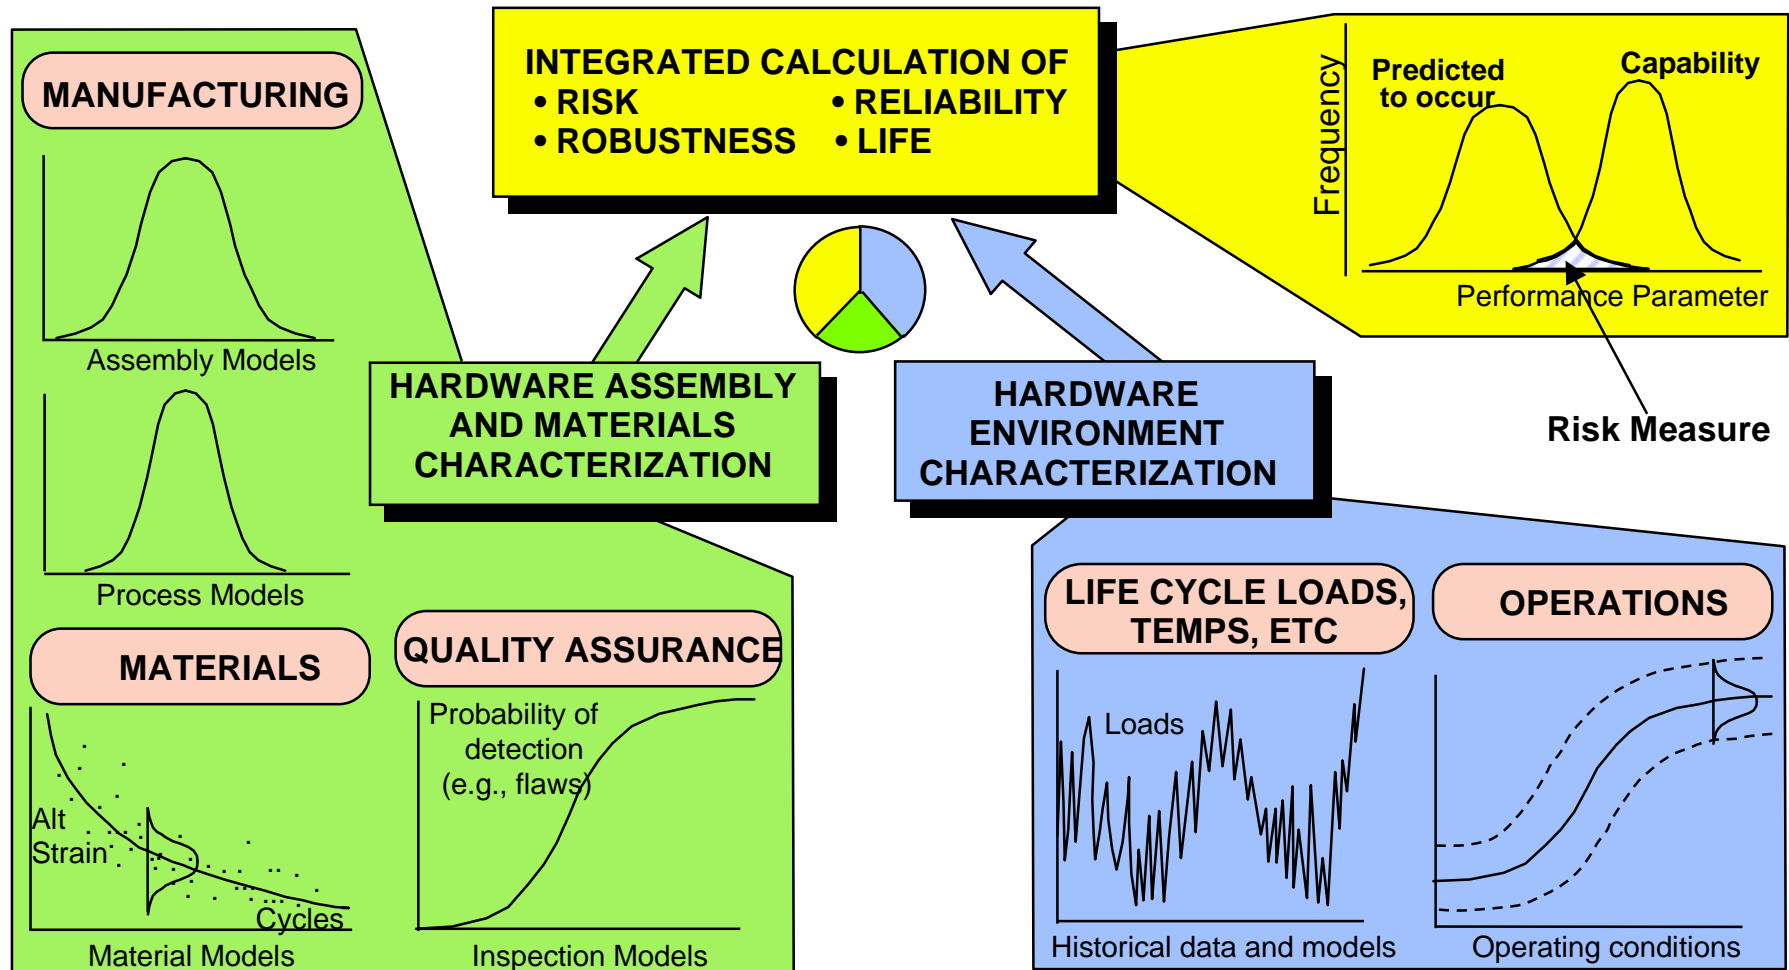 INTEGRATED CALCULATION OF
• RISK • RELIABILITY
• ROBUSTNESS • LIFE
Frequency
Predicted
to occur
Capability
Performance Parameter
Risk Measure
MANUFACTURING
Assembly Models
Process Models
HARDWARE ASSEMBLY
AND MATERIALS
CHARACTERIZATION
HARDWARE
ENVIRONMENT
CHARACTERIZATION
MATERIALS
Alt
Strain
Cycles
Material Models
QUALITY ASSURANCE
Probability of
detection
(e.g., flaws)
Inspection Models
LIFE CYCLE LOADS,
TEMPS, ETC
Loads
Historical data and models
OPERATIONS
Operating conditions